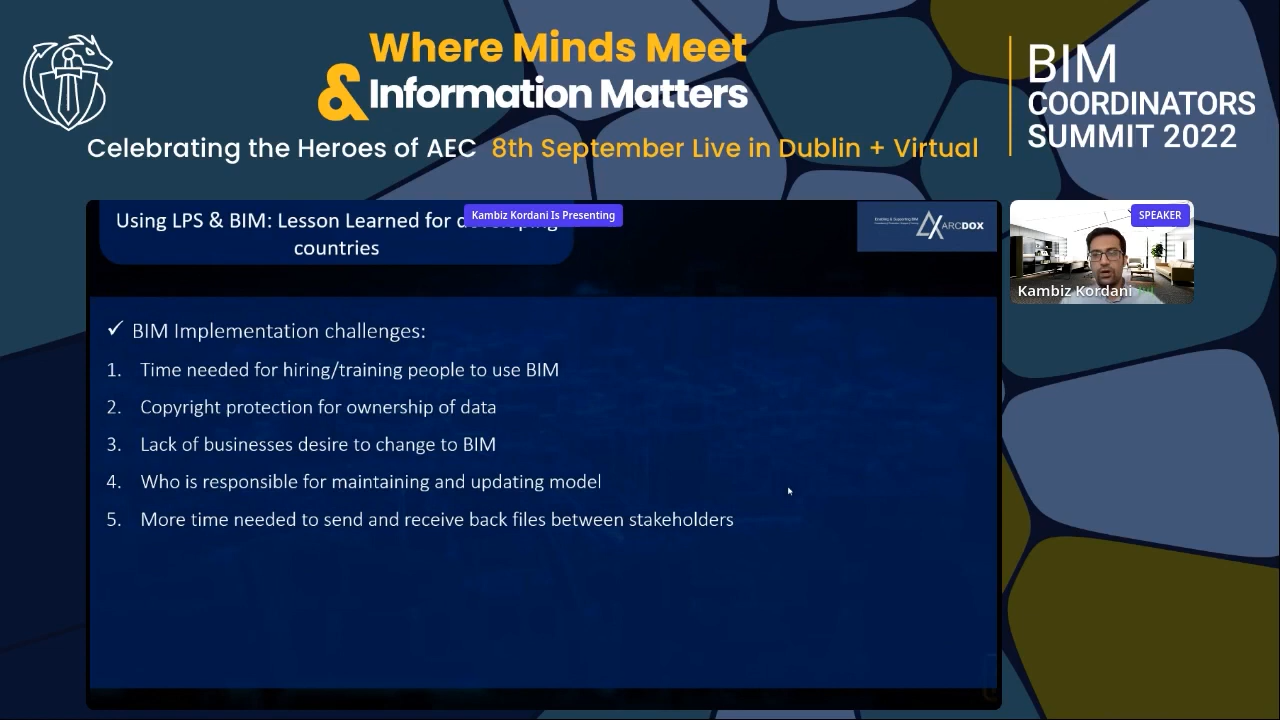 Where Minds Meet
& Information Matters
Celebrating the Heroes of AEC 8th September Live in Dublin + Virtual
BIM
COORDINATORS
SUMMIT 2022
Using LPS & BIM: Lesson Learned for developing
countries
Kambiz Kordani Is Presenting
ARCDOX
SPEAKER
Kambiz Kordani
✓ BIM Implementation challenges:
1. Time needed for hiring/training people to use BIM
2. Copyright protection for ownership of data
3. Lack of businesses desire to change to BIM
4. Who is responsible for maintaining and updating model
5. More time needed to send and receive back files between stakeholders